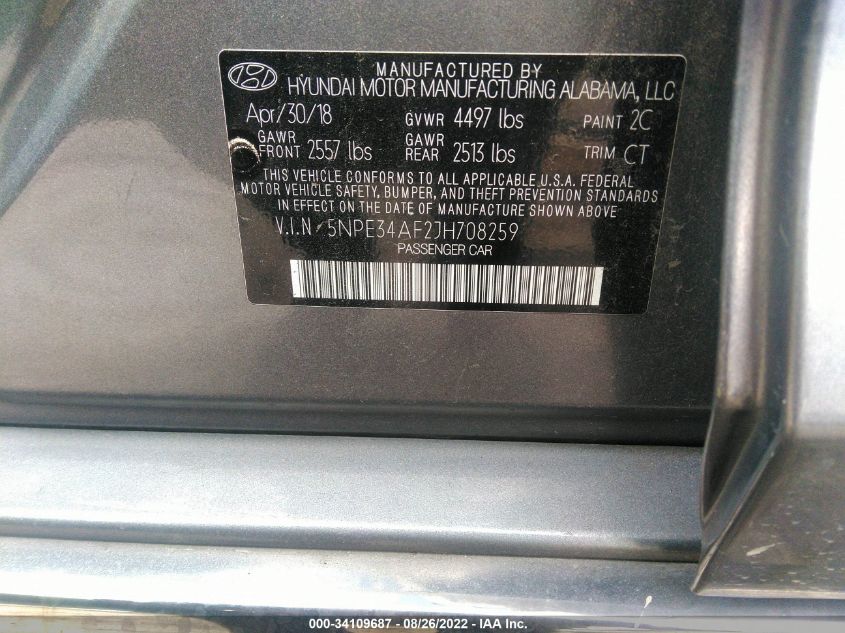 MANUFACTURED BY
HYUNDAI MOTOR MANUFACTURING ALABAMA, LLC
Apr/30/18 GVWR 4497 lbs PAINT 2C
GAWR FRONT 2557 lbs GAWR REAR 2513 lbs TRIM CT
THIS VEHICLE CONFORMS TO ALL APPLICABLE U.S.A. FEDERAL
MOTOR VEHICLE SAFETY, BUMPER, AND THEFT PREVENTION STANDARDS
IN EFFECT ON THE DATE OF MANUFACTURE SHOWN ABOVE
V.I.N : 5NPE34AF2JH708259
PASSENGER CAR
000-34109687 - 08/26/2022 - IAA Inc.